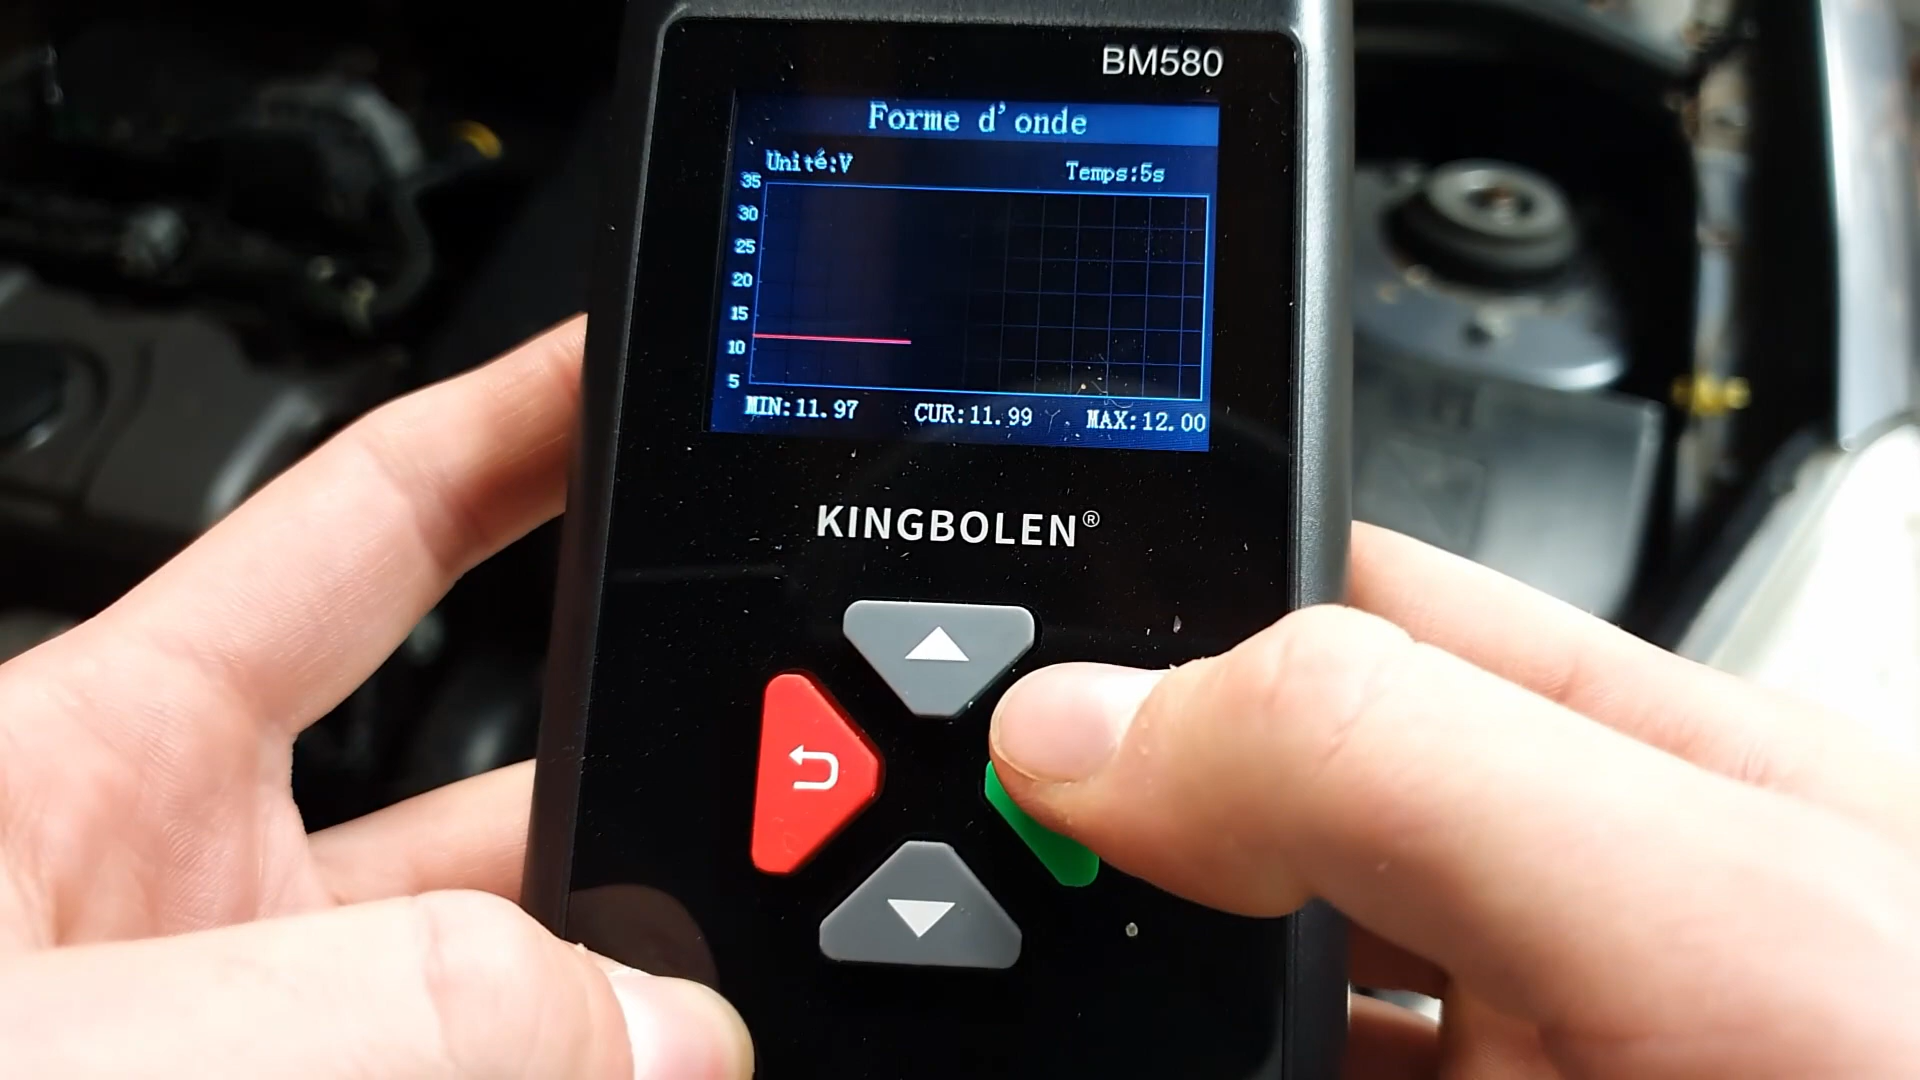 BM580
Forme d'onde
Unité:V Temps:5s
35
30
25
20
15
10
5
MIN:11.97 CUR:11.99 MAX:12.00
KINGBOLEN®